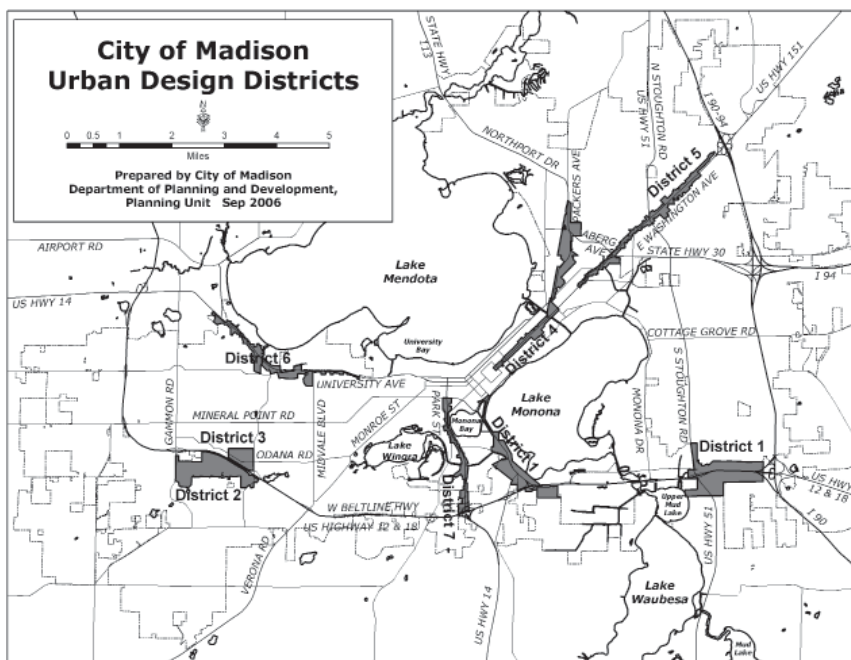 City of Madison
Urban Design Districts
N
0 0.5 1 2 3 4 5
Miles
Prepared by City of Madison
Department of Planning and Development,
Planning Unit Sep 2006
STATE HWY
113
NORTHPORT DR
PACKERS AVE
N STOUGHTON RD
US HWY 51
I 90-94
US HWY 151
District 5
E WASHINGTON AVE
ABERG
AVE
STATE HWY 30
I 94
AIRPORT RD
US HWY 14
Lake
Mendota
University
Bay
District 6
UNIVERSITY AVE
District 4
COTTAGE GROVE RD
GAMMON RD
MINERAL POINT RD
MIDVALE BLVD
MONROE ST
PARK ST
Monona
Bay
Lake
Monona
MONONA DR
S STOUGHTON RD
District 3
ODANA RD
Lake
Wingra
District 1
District 1
District 2
US HWY
12 & 18
W BELTLINE HWY
US HIGHWAY 12 & 18
District 7
Upper
Mud
Lake
I 90
VERONA RD
US HWY 14
US HWY 51
Lake
Waubesa
Mud
Lake